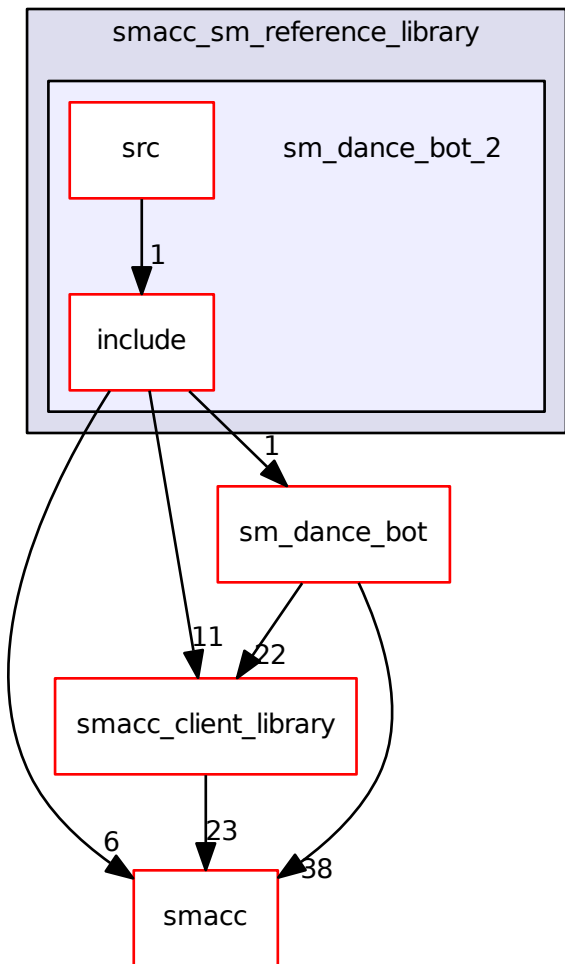 smacc_sm_reference_library
src
sm_dance_bot_2
1
include
1
sm_dance_bot
11
22
smacc_client_library
6
23
38
smacc